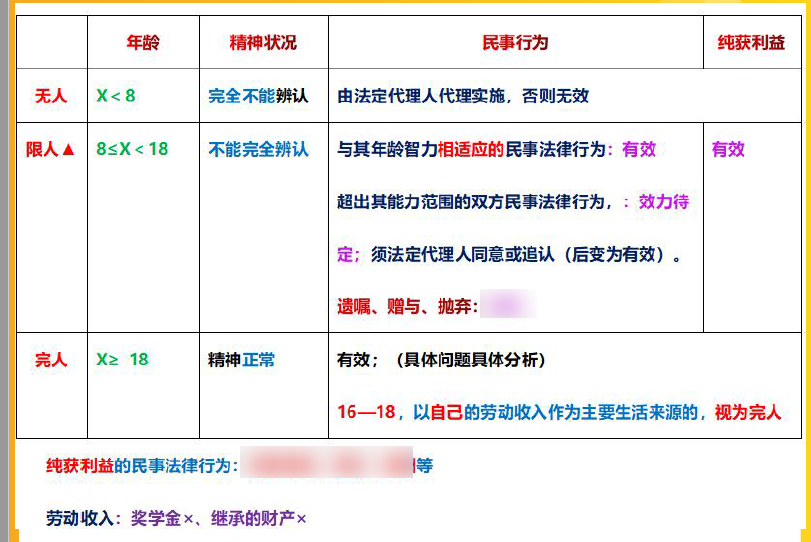 年龄 精神状况 民事行为 纯获利益
无人 X＜8 完全不能辨认 由法定代理人代理实施，否则无效
限人▲ 8≤X＜18 不能完全辨认 与其年龄智力相适应的民事法律行为：有效 有效
超出其能力范围的双方民事法律行为，：效力待
定；须法定代理人同意或追认（后变为有效）。
遗嘱、赠与、抛弃：
完人 X≥ 18 精神正常 有效；（具体问题具体分析）
16—18，以自己的劳动收入作为主要生活来源的，视为完人
纯获利益的民事法律行为：等
劳动收入：奖学金×、继承的财产×